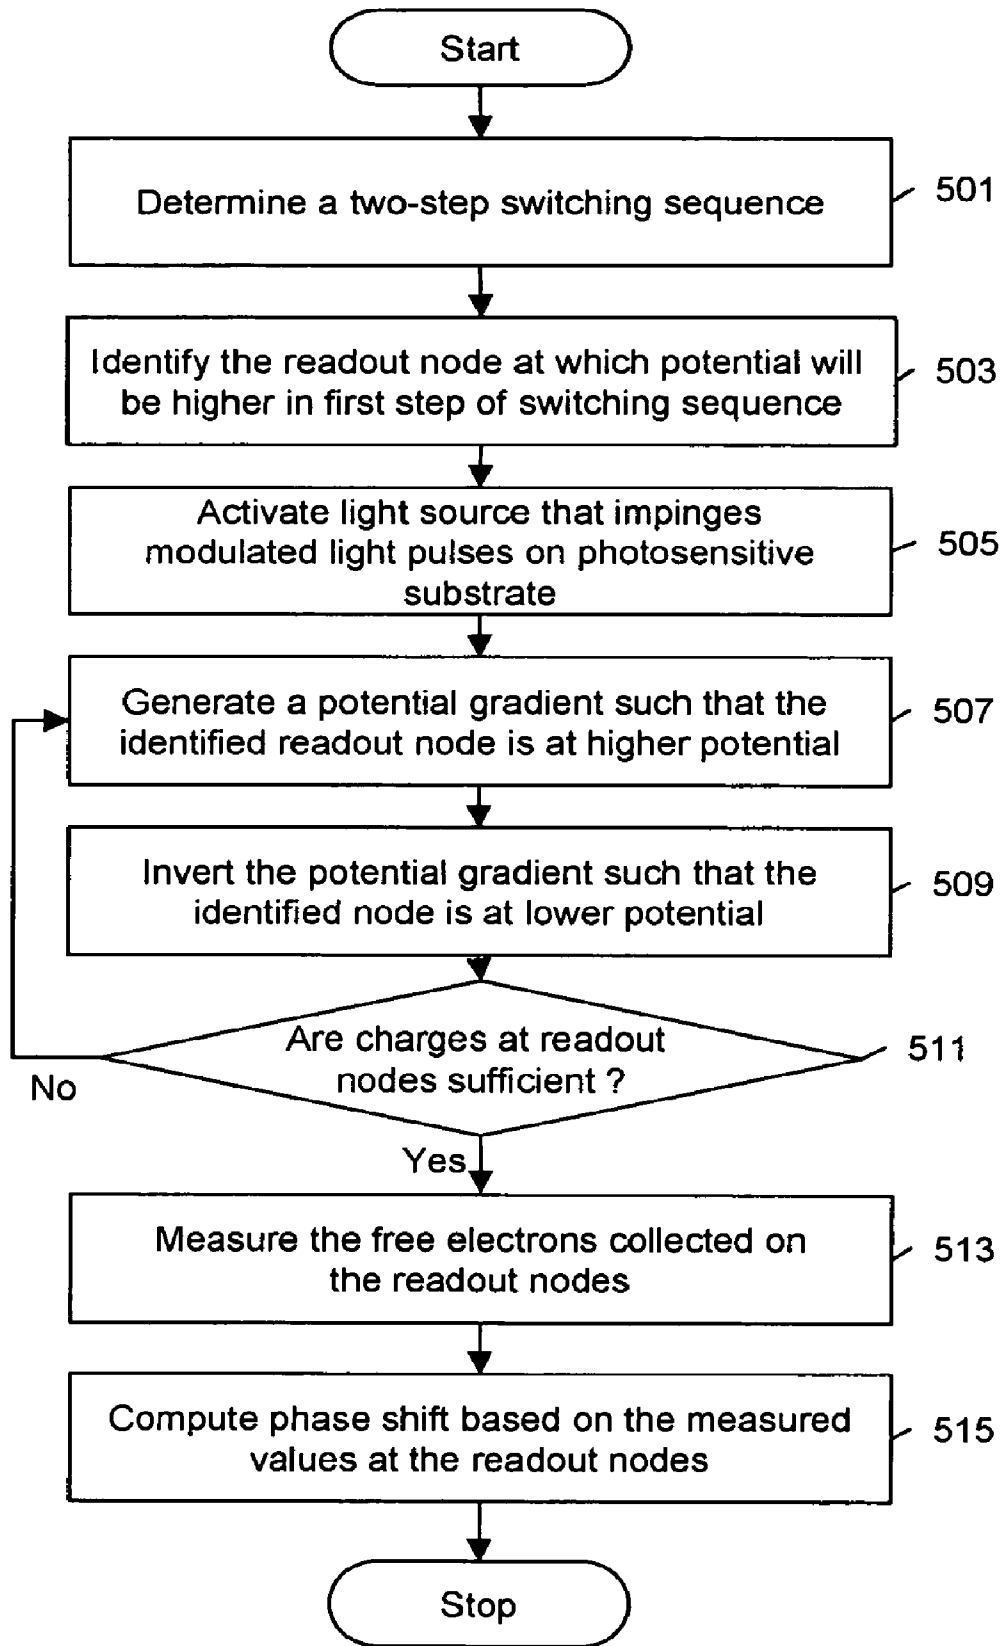 Start
Determine a two-step switching sequence
501
Identify the readout node at which potential will
be higher in first step of switching sequence
503
Activate light source that impinges
modulated light pulses on photosensitive
substrate
505
Generate a potential gradient such that the
identified readout node is at higher potential
507
Invert the potential gradient such that the
identified node is at lower potential
509
Are charges at readout
nodes sufficient ?
511
No
Yes
Measure the free electrons collected on
the readout nodes
513
Compute phase shift based on the measured
values at the readout nodes
515
Stop